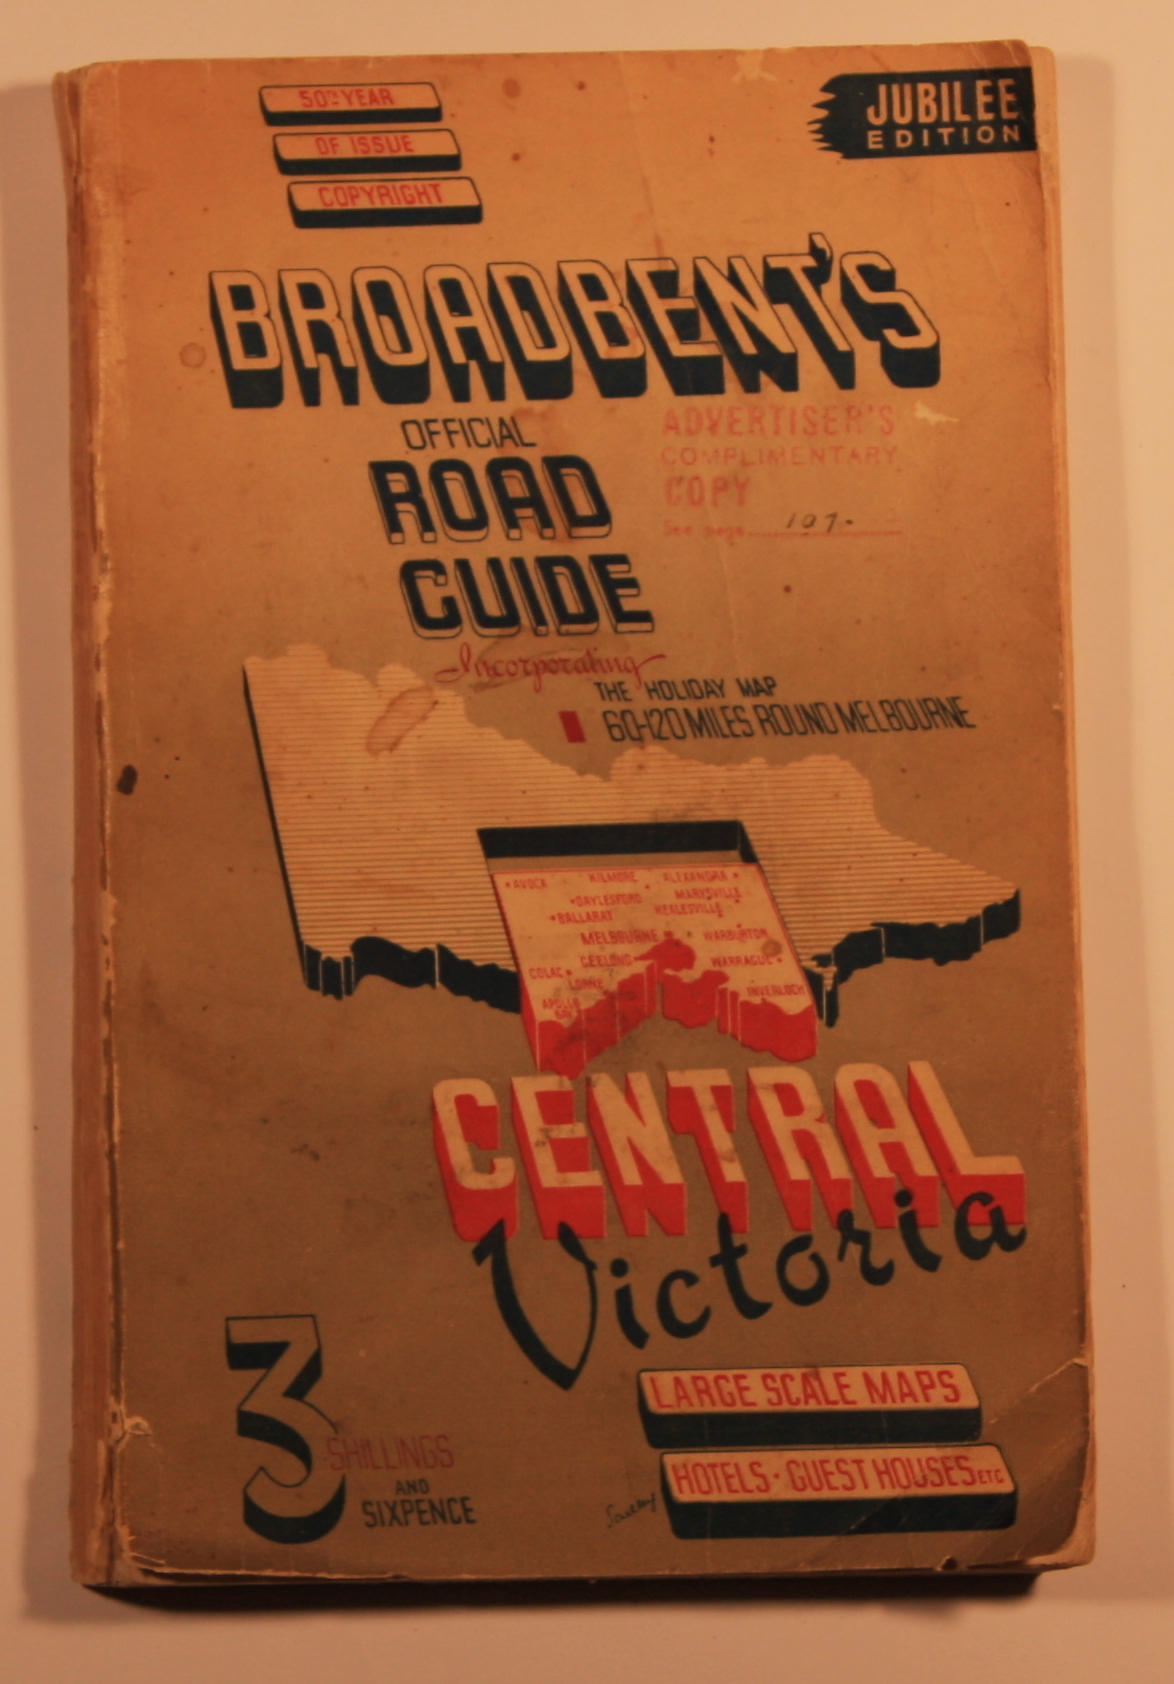 50TH YEAR
OF ISSUE
COPYRIGHT
JUBILEE
EDITION
BROADBENT'S
OFFICIAL
ROAD
GUIDE
ADVERTISER'S
COMPLIMENTARY
COPY
See page 107.
Incorporating
THE HOLIDAY MAP
60-120 MILES ROUND MELBOURNE
AVOCA
KILMORE
ALEXANDRA
DAYLESFORD
MARYSVILLE
BALLARAT
HEALESVILLE
MELBOURNE
WARBURTON
GEELONG
WARRAGUL
COLAC
LORNE
INVERLOCH
APOLLO
BAY
CENTRAL
Victoria
3
SHILLINGS
AND
SIXPENCE
LARGE SCALE MAPS
HOTELS · GUEST HOUSES ETC